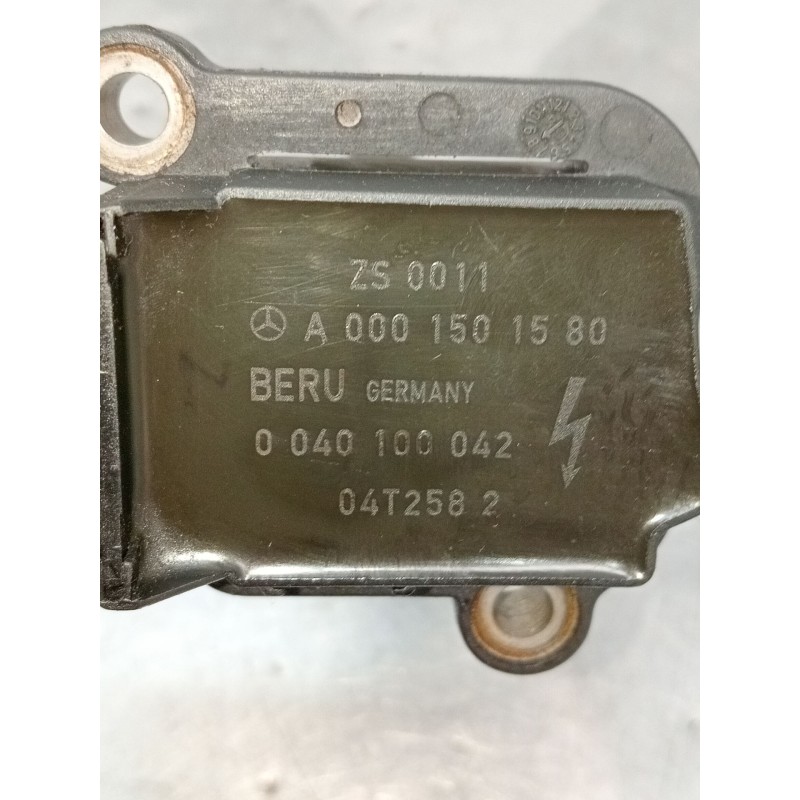 ZS 0011
A 000 150 15 80
BERU GERMANY
0 040 100 042
04T258 2